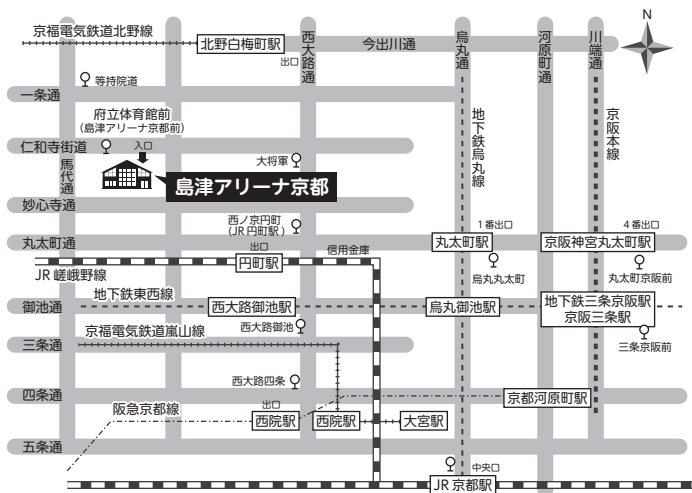 京福電気鉄道北野線
北野白梅町駅
出口
西大路通
今出川通
烏丸通
河原町通
川端通
N
等持院道
一条通
府立体育館前
(島津アリーナ京都前)
地下鉄烏丸線
京阪本線
仁和寺街道
入口
大将軍
馬代通
島津アリーナ京都
妙心寺通
西ノ京円町
(JR円町駅)
1番出口
4番出口
丸太町通
丸太町駅
京阪神宮丸太町駅
出口
信用金庫
円町駅
JR嵯峨野線
烏丸丸太町
丸太町京阪前
地下鉄東西線
御池通
西大路御池駅
烏丸御池駅
地下鉄三条京阪駅
京阪三条駅
京福電気鉄道嵐山線
西大路御池
三条通
三条京阪前
西大路四条
四条通
京都河原町駅
阪急京都線
出口
西院駅
西院駅
大宮駅
五条通
中央口
JR京都駅